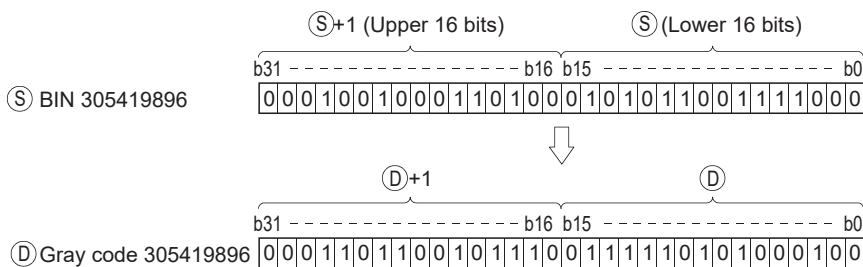 Ⓢ+1 (Upper 16 bits) Ⓢ (Lower 16 bits)
b31 b16 b15 b0
Ⓢ BIN 305419896 0 0 0 1 0 0 1 0 0 0 1 1 0 1 0 0 0 1 0 1 0 1 1 0 0 1 1 1 1 0 0 0
Ⓓ+1 Ⓓ
b31 b16 b15 b0
Ⓓ Gray code 305419896 0 0 0 1 1 0 1 1 0 0 1 0 1 1 1 0 0 1 1 1 1 1 0 1 0 1 0 0 0 1 0 0